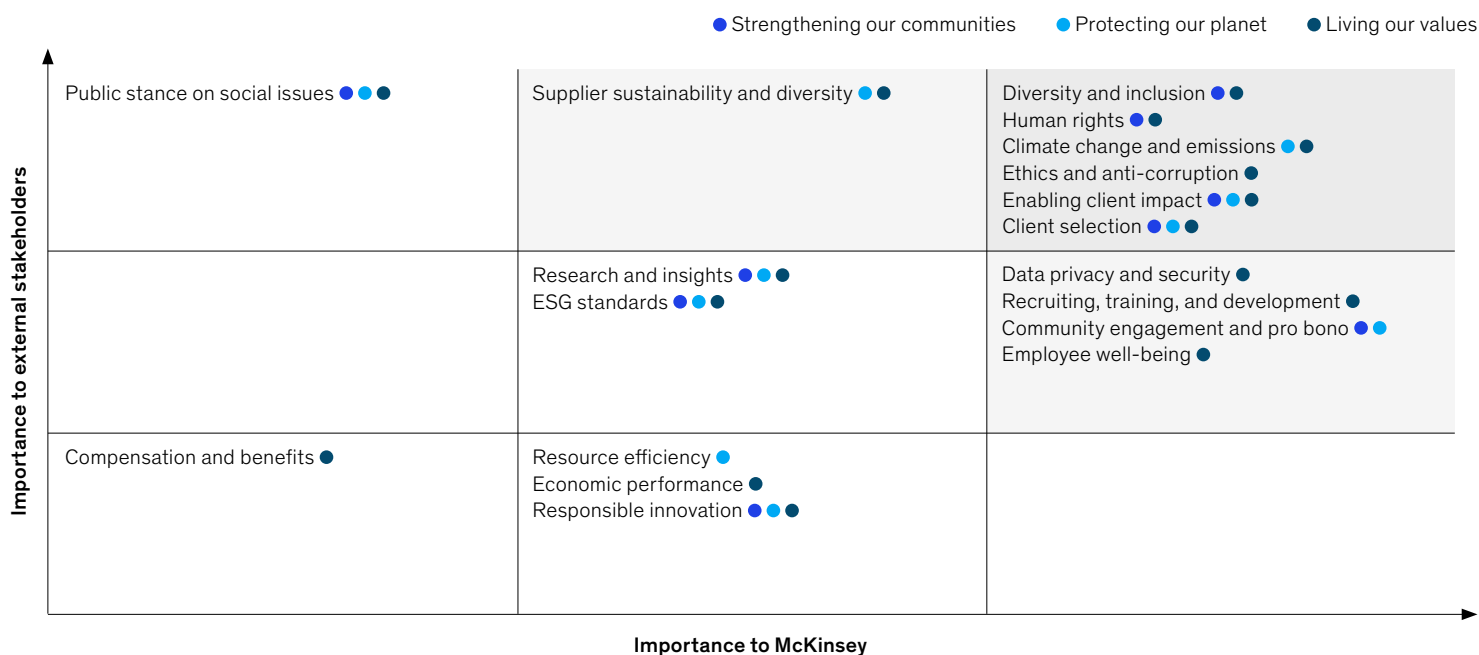 Strengthening our communities Protecting our planet Living our values
Importance to external stakeholders
Public stance on social issues
Supplier sustainability and diversity
Diversity and inclusion
Human rights
Climate change and emissions
Ethics and anti-corruption
Enabling client impact
Client selection
Research and insights
ESG standards
Data privacy and security
Recruiting, training, and development
Community engagement and pro bono
Employee well-being
Compensation and benefits
Resource efficiency
Economic performance
Responsible innovation
Importance to McKinsey